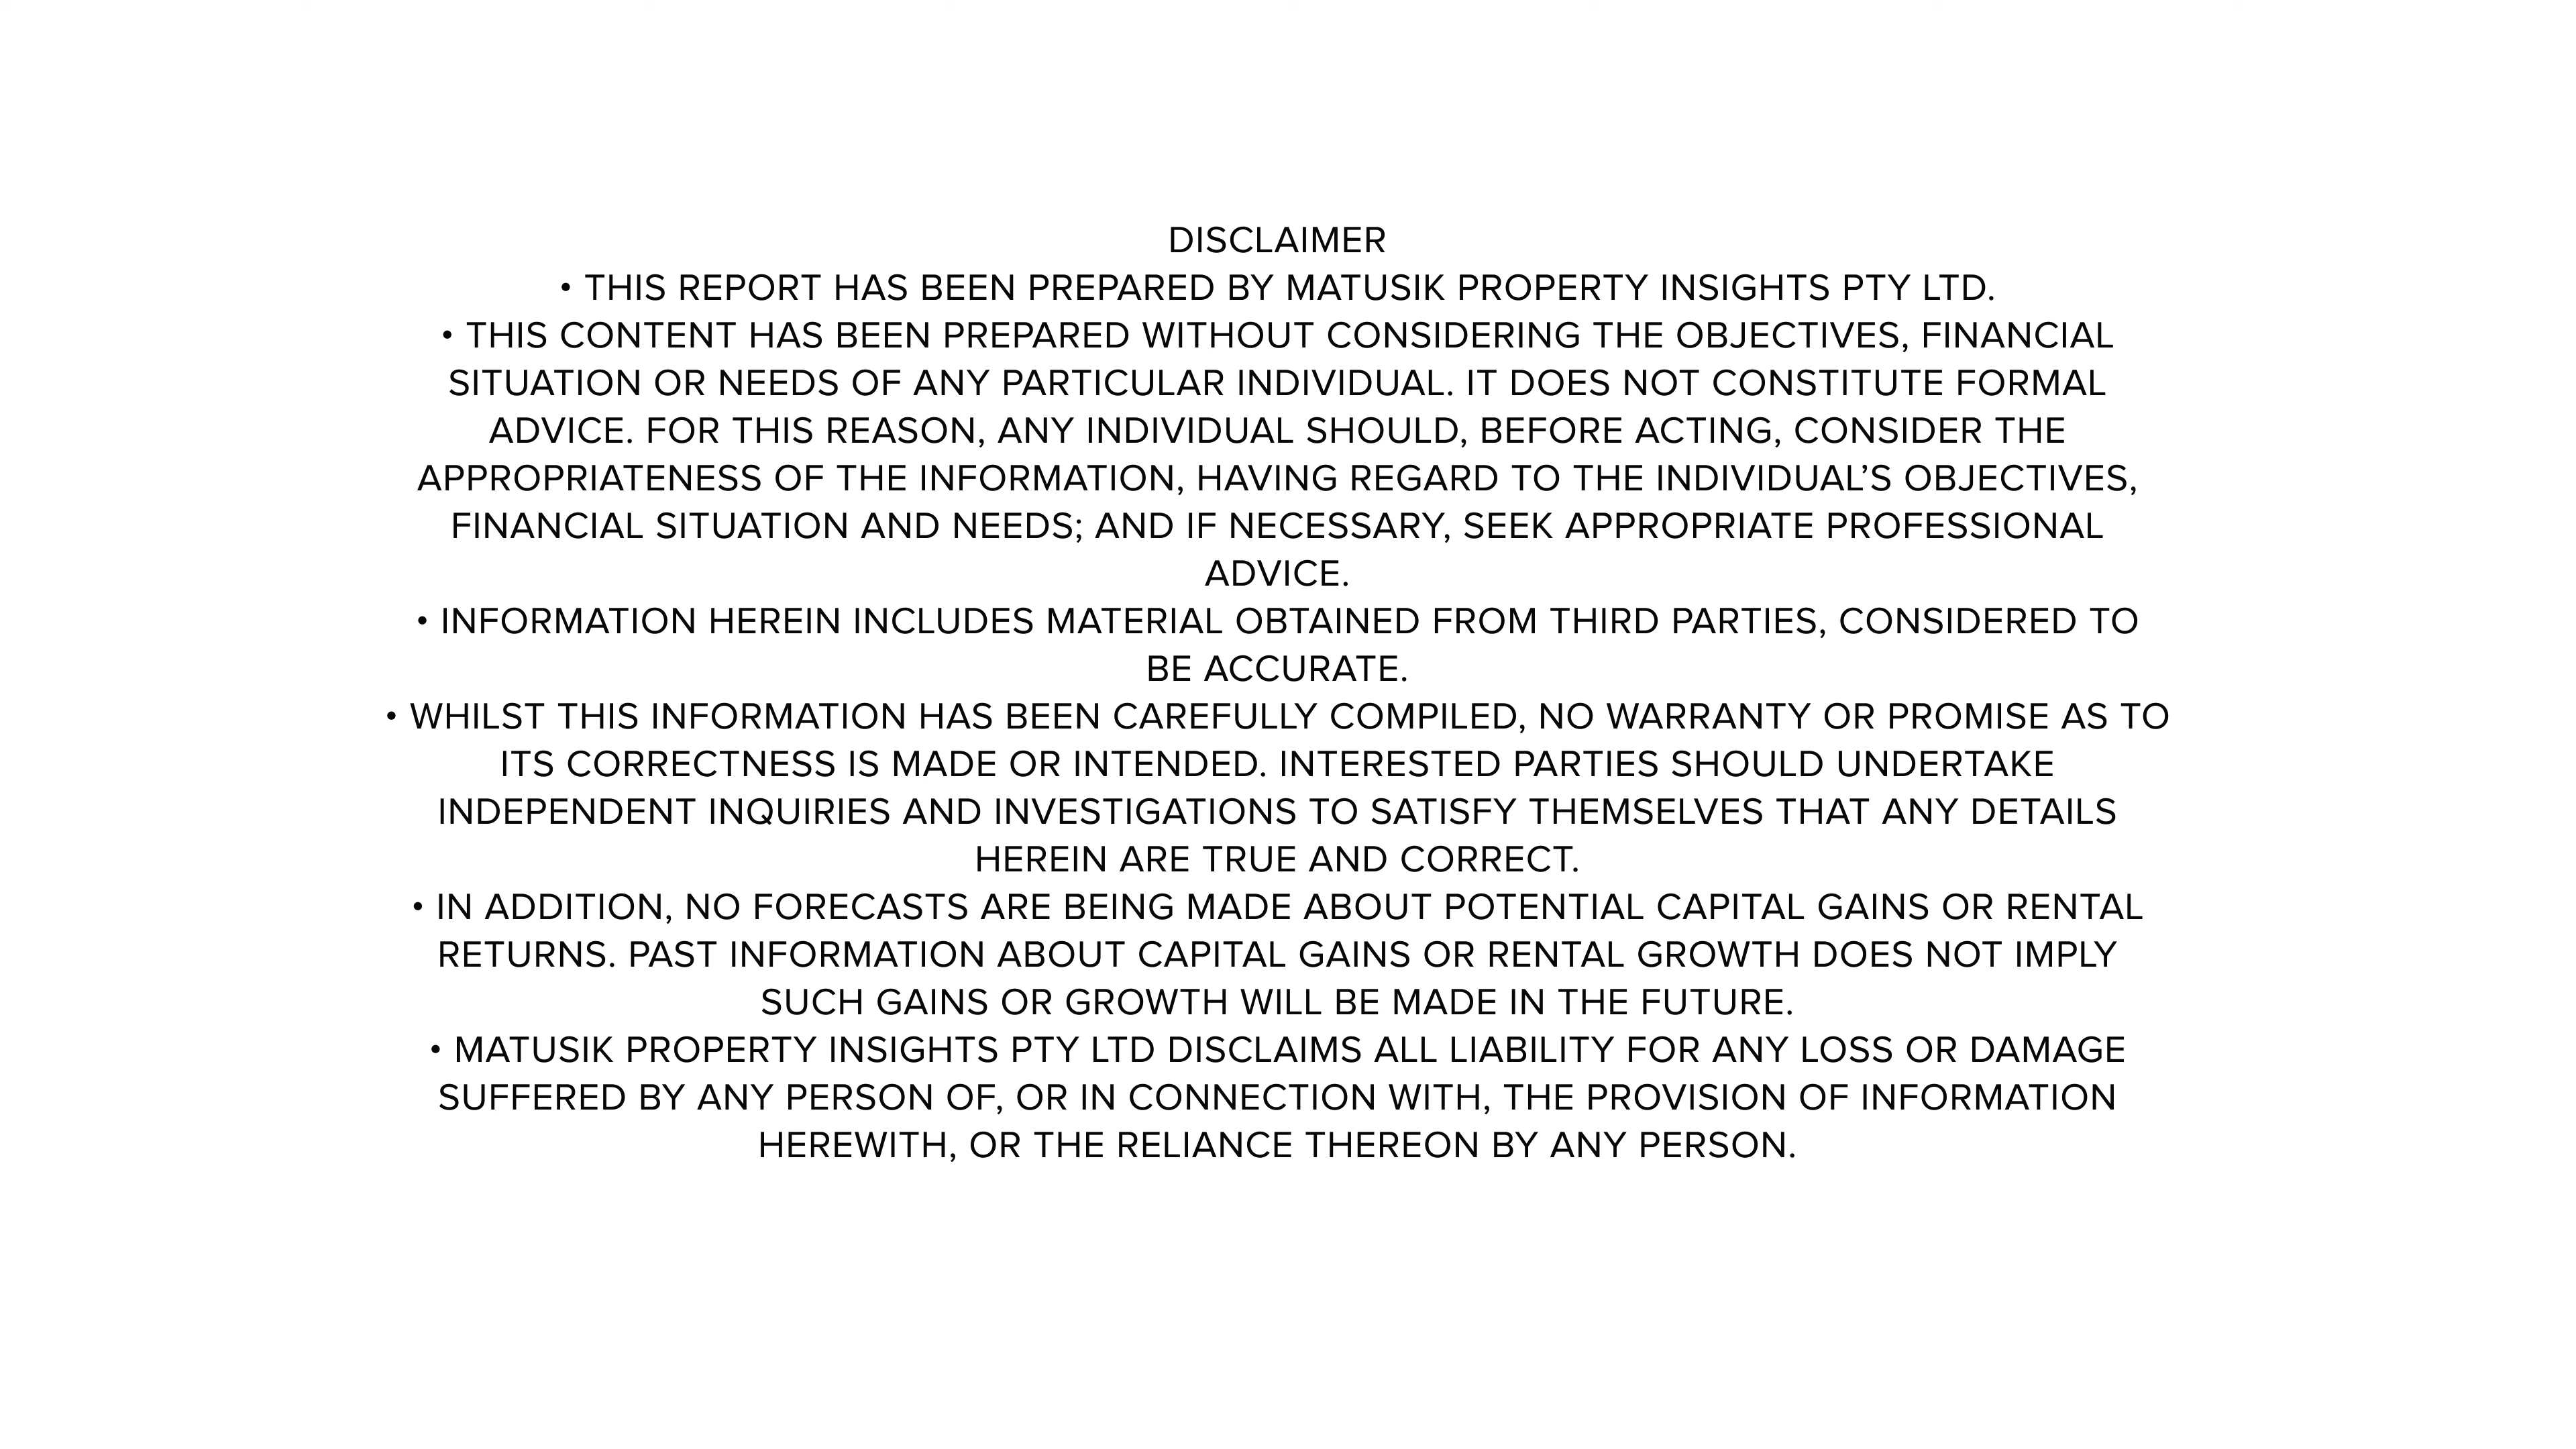 DISCLAIMER
• THIS REPORT HAS BEEN PREPARED BY MATUSIK PROPERTY INSIGHTS PTY LTD.
• THIS CONTENT HAS BEEN PREPARED WITHOUT CONSIDERING THE OBJECTIVES, FINANCIAL
SITUATION OR NEEDS OF ANY PARTICULAR INDIVIDUAL. IT DOES NOT CONSTITUTE FORMAL
ADVICE. FOR THIS REASON, ANY INDIVIDUAL SHOULD, BEFORE ACTING, CONSIDER THE
APPROPRIATENESS OF THE INFORMATION, HAVING REGARD TO THE INDIVIDUAL’S OBJECTIVES,
FINANCIAL SITUATION AND NEEDS; AND IF NECESSARY, SEEK APPROPRIATE PROFESSIONAL
ADVICE.
• INFORMATION HEREIN INCLUDES MATERIAL OBTAINED FROM THIRD PARTIES, CONSIDERED TO
BE ACCURATE.
• WHILST THIS INFORMATION HAS BEEN CAREFULLY COMPILED, NO WARRANTY OR PROMISE AS TO
ITS CORRECTNESS IS MADE OR INTENDED. INTERESTED PARTIES SHOULD UNDERTAKE
INDEPENDENT INQUIRIES AND INVESTIGATIONS TO SATISFY THEMSELVES THAT ANY DETAILS
HEREIN ARE TRUE AND CORRECT.
• IN ADDITION, NO FORECASTS ARE BEING MADE ABOUT POTENTIAL CAPITAL GAINS OR RENTAL
RETURNS. PAST INFORMATION ABOUT CAPITAL GAINS OR RENTAL GROWTH DOES NOT IMPLY
SUCH GAINS OR GROWTH WILL BE MADE IN THE FUTURE.
• MATUSIK PROPERTY INSIGHTS PTY LTD DISCLAIMS ALL LIABILITY FOR ANY LOSS OR DAMAGE
SUFFERED BY ANY PERSON OF, OR IN CONNECTION WITH, THE PROVISION OF INFORMATION
HEREWITH, OR THE RELIANCE THEREON BY ANY PERSON.